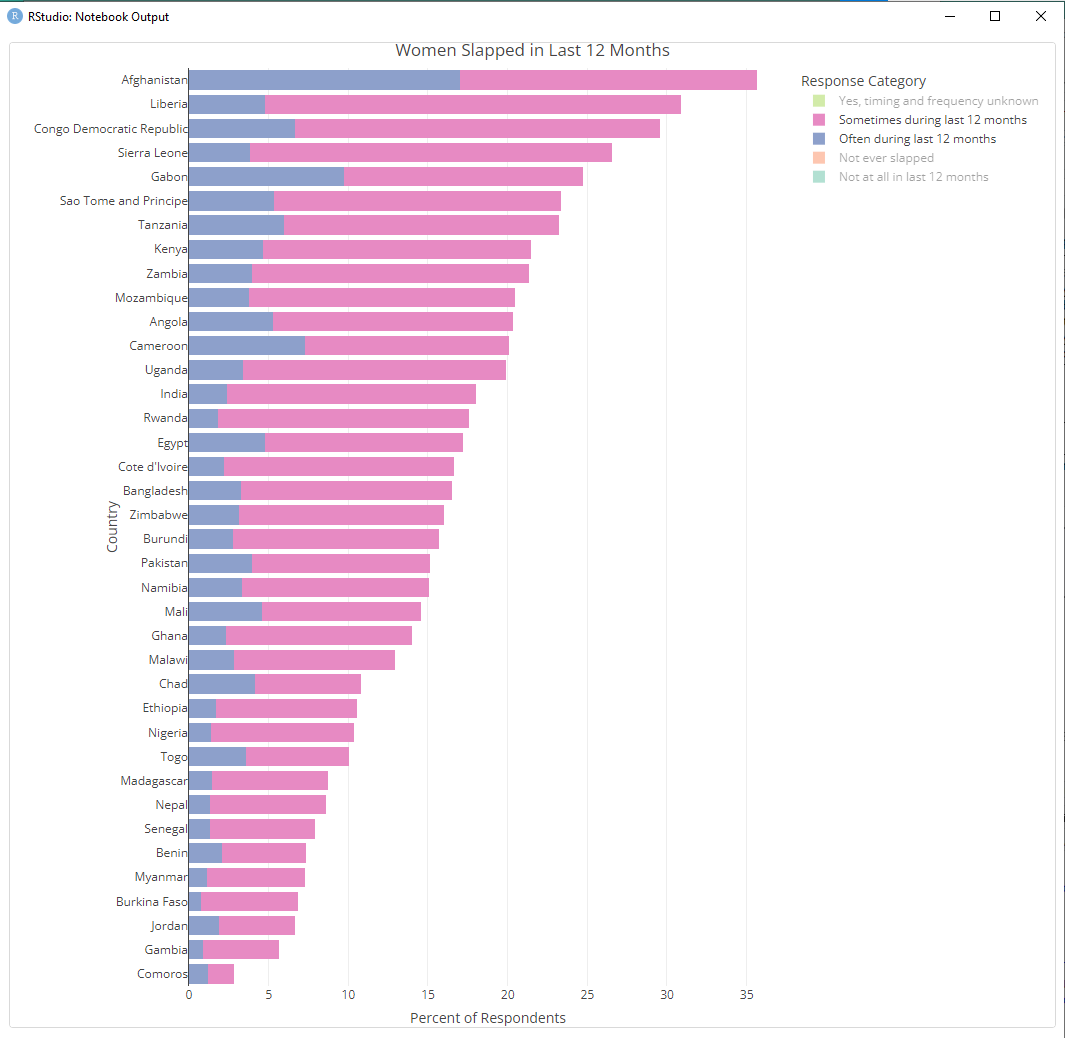 R RStudio: Notebook Output
Women Slapped in Last 12 Months
Response Category
Yes, timing and frequency unknown
Sometimes during last 12 months
Often during last 12 months
Not ever slapped
Not at all in last 12 months
Country
Afghanistan
Liberia
Congo Democratic Republic
Sierra Leone
Gabon
Sao Tome and Principe
Tanzania
Kenya
Zambia
Mozambique
Angola
Cameroon
Uganda
India
Rwanda
Egypt
Cote d'Ivoire
Bangladesh
Zimbabwe
Burundi
Pakistan
Namibia
Mali
Ghana
Malawi
Chad
Ethiopia
Nigeria
Togo
Madagascar
Nepal
Senegal
Benin
Myanmar
Burkina Faso
Jordan
Gambia
Comoros
0 5 10 15 20 25 30 35
Percent of Respondents